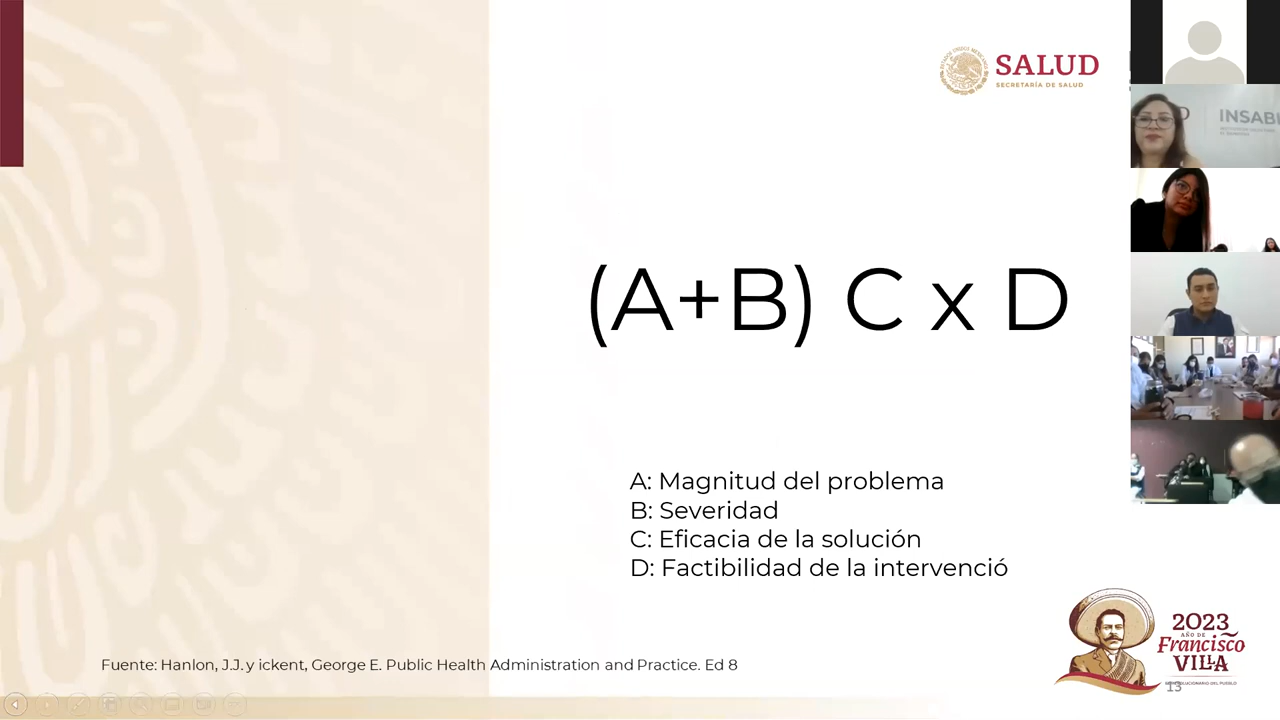 SALUD
SECRETARÍA DE SALUD
INSABI
(A+B) C x D
A: Magnitud del problema
B: Severidad
C: Eficacia de la solución
D: Factibilidad de la intervenció
Fuente: Hanlon, J.J. y ickent, George E. Public Health Administration and Practice. Ed 8
2023
AÑO DE
Francisco
VILLA
13